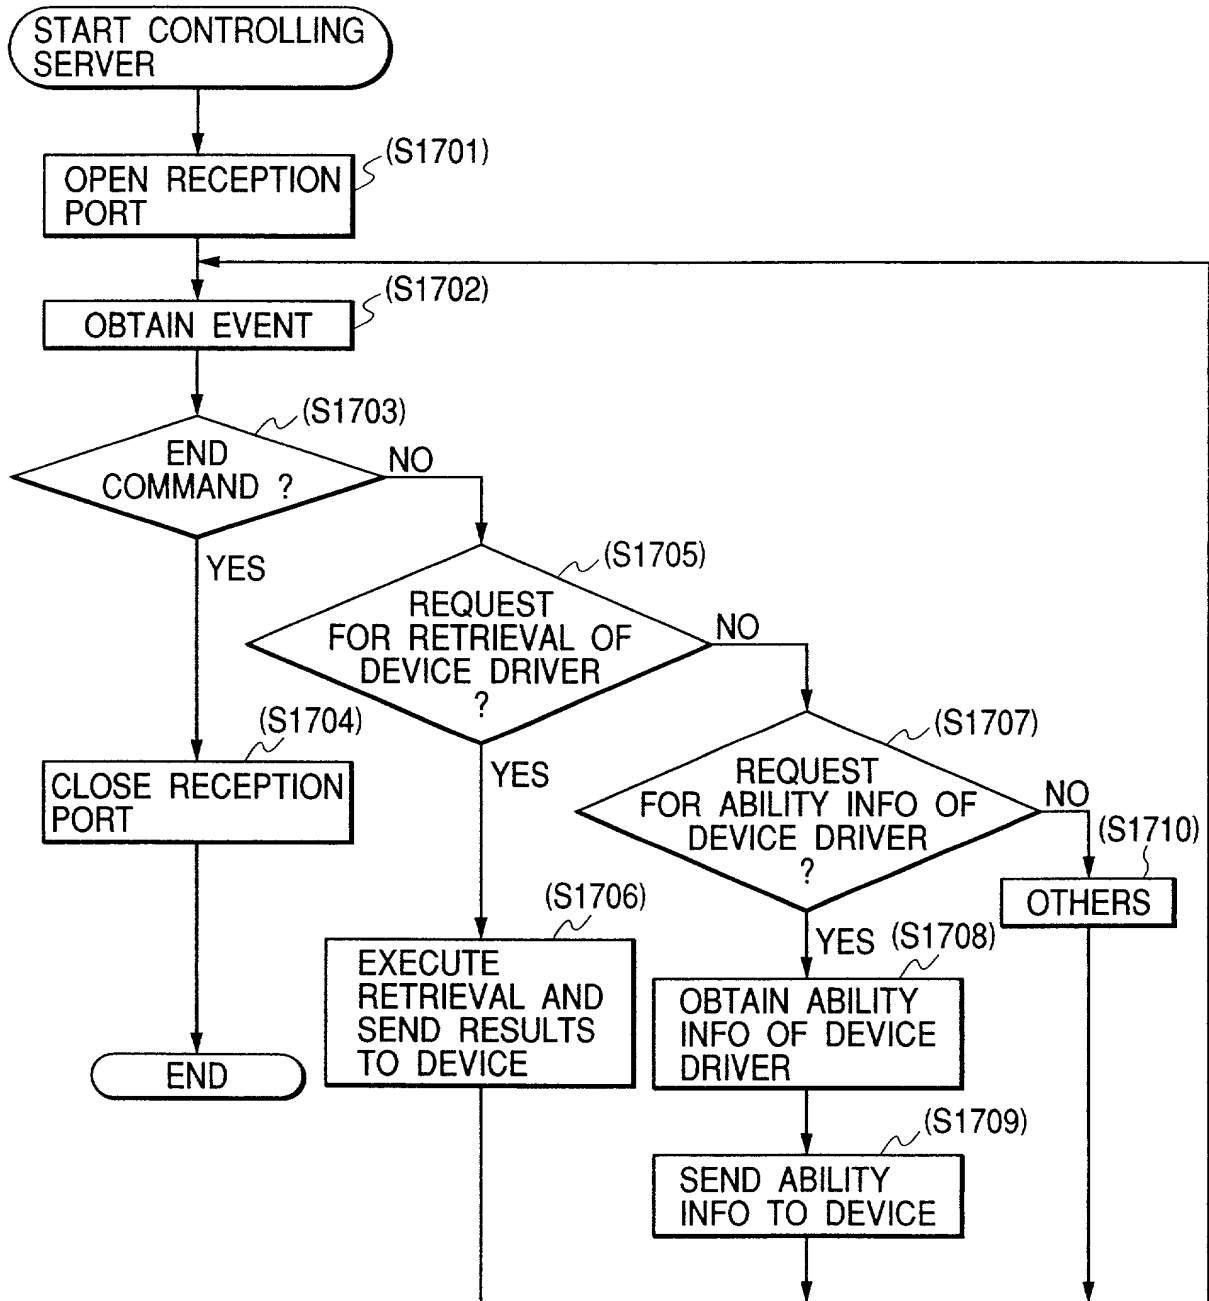 START CONTROLLING
SERVER
(S1701)
OPEN RECEPTION
PORT
(S1702)
OBTAIN EVENT
(S1703)
END
COMMAND ?
NO
YES
(S1705)
REQUEST
FOR RETRIEVAL OF
DEVICE DRIVER
?
NO
YES
(S1704)
CLOSE RECEPTION
PORT
END
(S1707)
REQUEST
FOR ABILITY INFO OF
DEVICE DRIVER
?
NO
YES
(S1710)
OTHERS
(S1706)
EXECUTE
RETRIEVAL AND
SEND RESULTS
TO DEVICE
(S1708)
OBTAIN ABILITY
INFO OF DEVICE
DRIVER
(S1709)
SEND ABILITY
INFO TO DEVICE